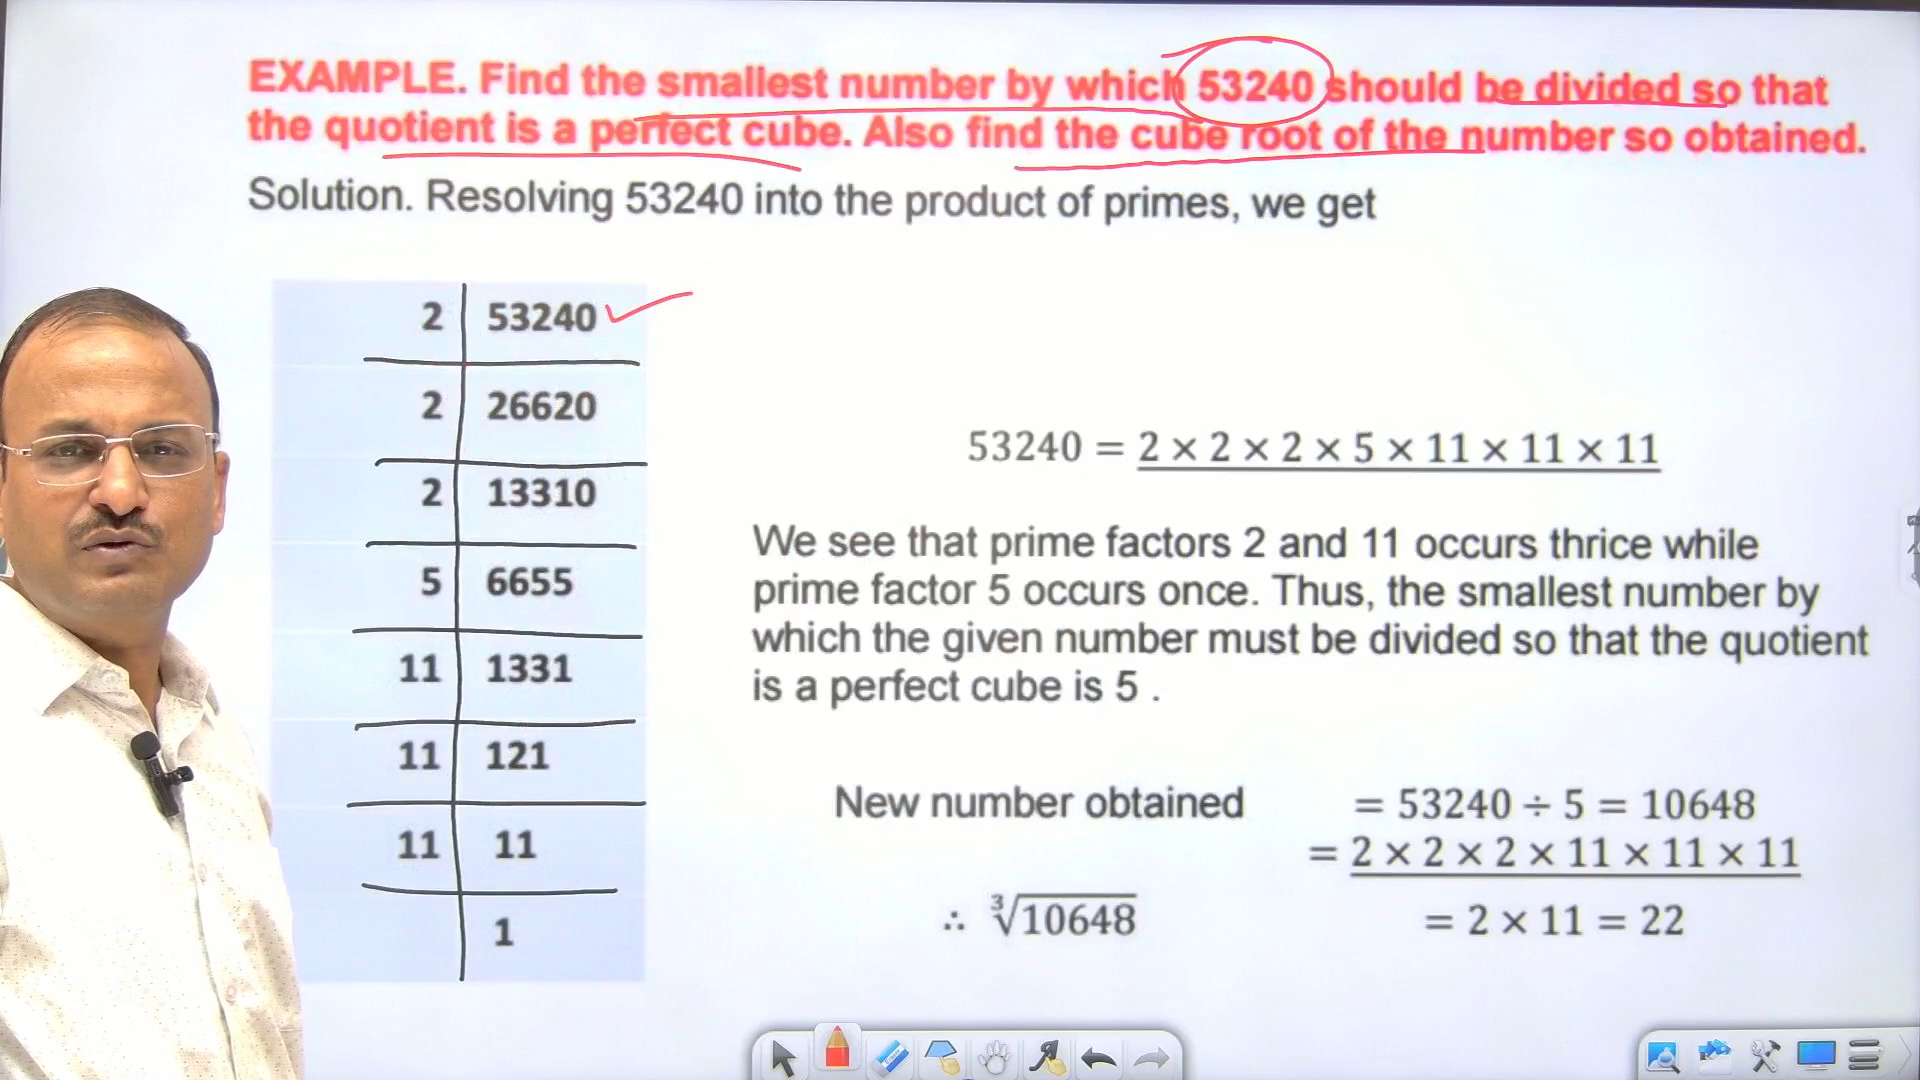 EXAMPLE. Find the smallest number by which 53240 should be divided so that
the quotient is a perfect cube. Also find the cube root of the number so obtained.
Solution. Resolving 53240 into the product of primes, we get
2 53240
2 26620
2 13310
5 6655
11 1331
11 121
11 11
1
53240 = 2 × 2 × 2 × 5 × 11 × 11 × 11
We see that prime factors 2 and 11 occurs thrice while
prime factor 5 occurs once. Thus, the smallest number by
which the given number must be divided so that the quotient
is a perfect cube is 5 .
New number obtained = 53240 ÷ 5 = 10648
= 2 × 2 × 2 × 11 × 11 × 11
∴ ∛10648 = 2 × 11 = 22